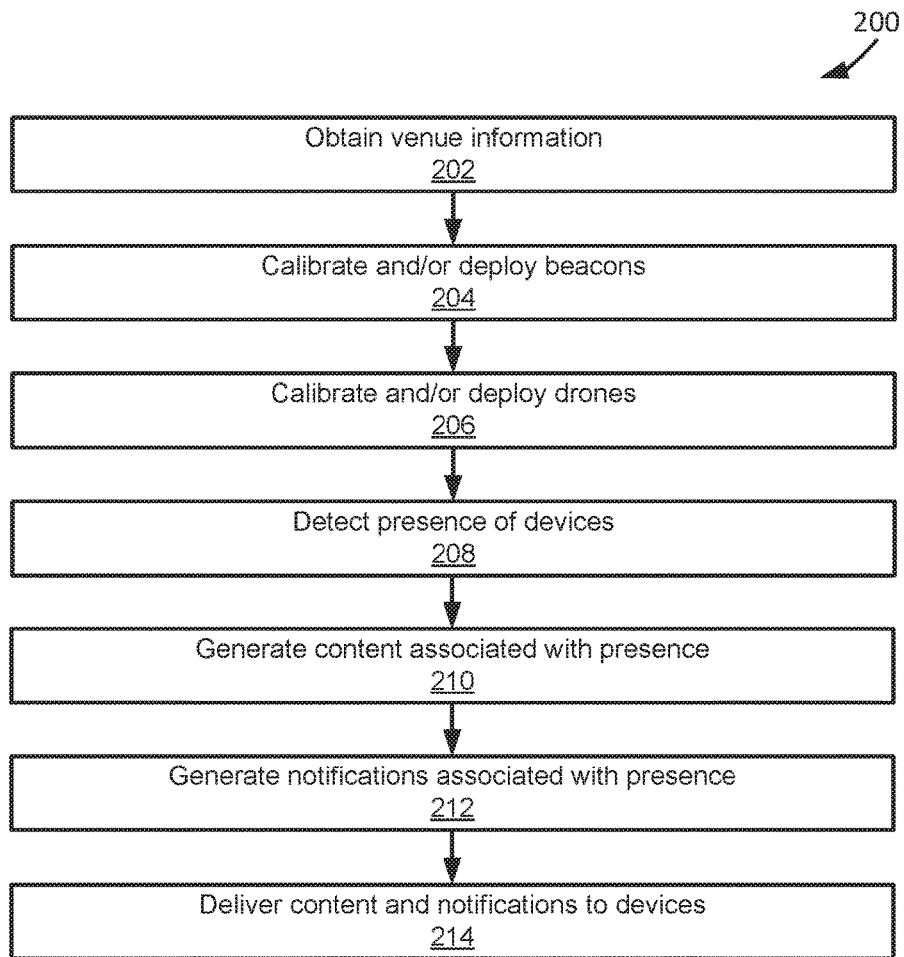 200
Obtain venue information
202
Calibrate and/or deploy beacons
204
Calibrate and/or deploy drones
206
Detect presence of devices
208
Generate content associated with presence
210
Generate notifications associated with presence
212
Deliver content and notifications to devices
214